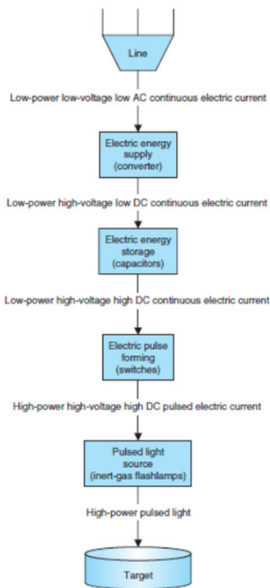 Line
Low-power low-voltage low AC continuous electric current
Electric energy
supply
(converter)
Low-power high-voltage low DC continuous electric current
Electric energy
storage
(capacitors)
Low-power high-voltage high DC continuous electric current
Electric pulse
forming
(switches)
High-power high-voltage high DC pulsed electric current
Pulsed light
source
(inert-gas flashlamps)
High-power pulsed light
Target